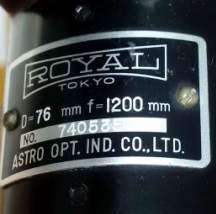 ROYAL
TOKYO
D=76 mm f=1200 mm
NO.
ASTRO OPT. IND. CO., LTD.